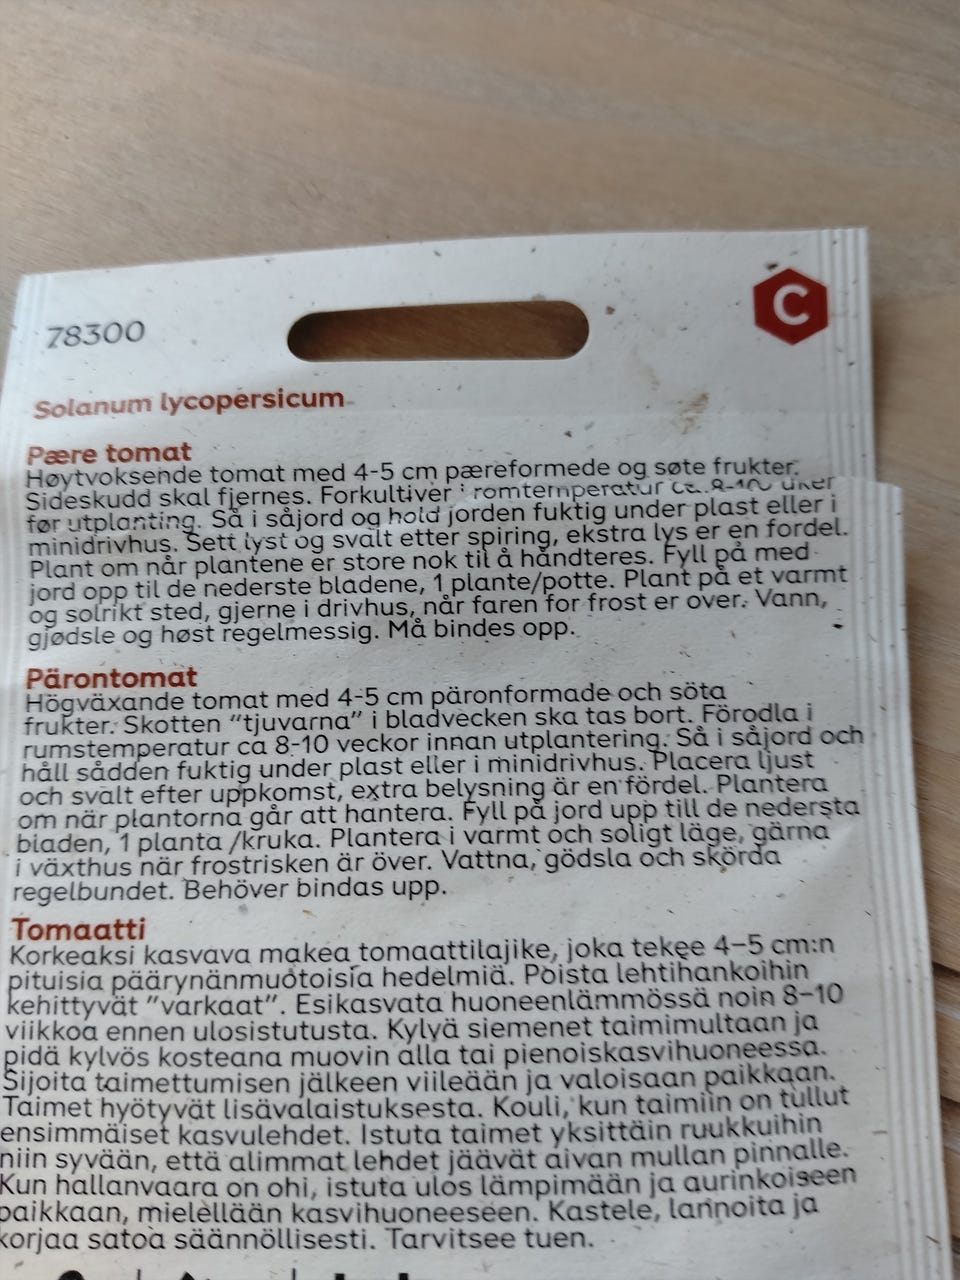 78300
C
Solanum lycopersicum
Pære tomat
Høytvoksende tomat med 4-5 cm pæreformede og søte frukter.
Sideskudd skal fjernes. Forkultiver i romtemperatur ca. 8-10 uker
før utplanting. Så i såjord og hold jorden fuktig under plast eller i
minidrivhus. Sett lyst og svalt etter spiring, ekstra lys er en fordel.
Plant om når plantene er store nok til å håndteres. Fyll på med
jord opp til de nederste bladene, 1 plante/potte. Plant på et varmt
og solrikt sted, gjerne i drivhus, når faren for frost er over. Vann,
gjødsle og høst regelmessig. Må bindes opp.
Pärontomat
Högväxande tomat med 4-5 cm päronformade och söta
frukter. Skotten "tjuvarna" i bladvecken ska tas bort. Förodla i
rumstemperatur ca 8-10 veckor innan utplantering. Så i såjord och
håll sådden fuktig under plast eller i minidrivhus. Placera ljust
och svalt efter uppkomst, extra belysning är en fördel. Plantera
om när plantorna går att hantera. Fyll på jord upp till de nedersta
bladen, 1 planta /kruka. Plantera i varmt och soligt läge, gärna
i växthus när frostrisken är över. Vattna, gödsla och skörda
regelbundet. Behöver bindas upp.
Tomaatti
Korkeaksi kasvava makea tomaattilajike, joka tekee 4–5 cm:n
pituisia päärynänmuotoisia hedelmiä. Poista lehtihankoihin
kehittyvät "varkaat". Esikasvata huoneenlämmössä noin 8–10
viikkoa ennen ulosistutusta. Kylvä siemenet taimimultaan ja
pidä kylvös kosteana muovin alla tai pienoiskasvihuoneessa.
Sijoita taimettumisen jälkeen viileään ja valoisaan paikkaan.
Taimet hyötyvät lisävalaistuksesta. Kouli, kun taimiin on tullut
ensimmäiset kasvulehdet. Istuta taimet yksittäin ruukkuihin
niin syvään, että alimmat lehdet jäävät aivan mullan pinnalle.
Kun hallanvaara on ohi, istuta ulos lämpimään ja aurinkoiseen
paikkaan, mielellään kasvihuoneeseen. Kastele, lannoita ja
korjaa satoa säännöllisesti. Tarvitsee tuen.